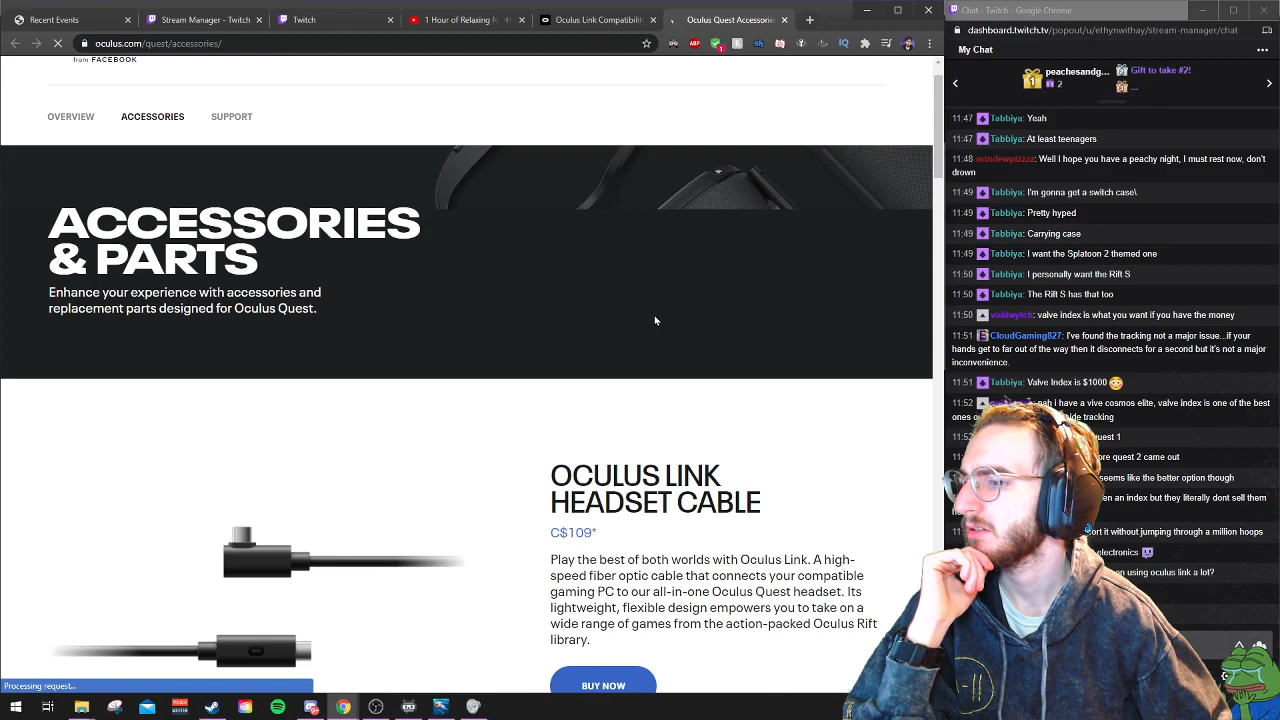 Recent Events
Stream Manager - Twitch
Twitch
1 Hour of Relaxing N
Oculus Link Compatibility
Oculus Quest Accessories
Chat - Twitch - Google Chrome
oculus.com/quest/accessories/
dashboard.twitch.tv/popout/u/ethynwithay/stream-manager/chat
from FACEBOOK
OVERVIEW ACCESSORIES SUPPORT
ACCESSORIES
& PARTS
Enhance your experience with accessories and
replacement parts designed for Oculus Quest.
OCULUS LINK
HEADSET CABLE
C$109*
Play the best of both worlds with Oculus Link. A high-
speed fiber optic cable that connects your compatible
gaming PC to our all-in-one Oculus Quest headset. Its
lightweight, flexible design empowers you to take on a
wide range of games from the action-packed Oculus Rift
library.
BUY NOW
Processing request...
My Chat
peachesandg...
2
Gift to take #2!
...
11:47 Tabbiya: Yeah
11:47 Tabbiya: At least teenagers
11:48 mtndewplzzzz: Well I hope you have a peachy night, I must rest now, don't
drown
11:49 Tabbiya: I'm gonna get a switch case\
11:49 Tabbiya: Pretty hyped
11:49 Tabbiya: Carrying case
11:49 Tabbiya: I want the Splatoon 2 themed one
11:50 Tabbiya: I personally want the Rift S
11:50 Tabbiya: The Rift S has that too
11:50 voidwytch: valve index is what you want if you have the money
11:51 CloudGaming827: I've found the tracking not a major issue...if your
hands get to far out of the way then it disconnects for a second but it's not a major
inconvenience.
11:51 Tabbiya: Valve Index is $1000
11:52 nah i have a vive cosmos elite, valve index is one of the best
ones tracking
11:52 quest 1
11: quest 2 came out
11: seems like the better option though
11: an index but they literally dont sell them
11: without jumping through a million hoops
electronics
using oculus link a lot?